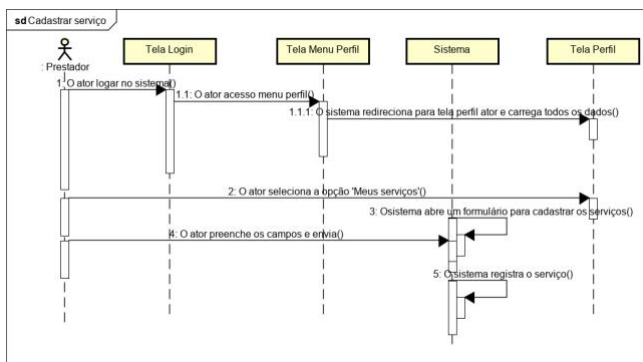 sd Cadastrar serviço
: Prestador
Tela Login
Tela Menu Perfil
Sistema
Tela Perfil
1: O ator logar no sistema()
1.1: O ator acesso menu perfil()
1.1.1: O sistema redireciona para tela perfil ator e carrega todos os dados()
2: O ator seleciona a opção 'Meus serviços'()
3: Osistema abre um formulário para cadastrar os serviços()
4: O ator preenche os campos e envia()
5: O sistema registra o serviço()